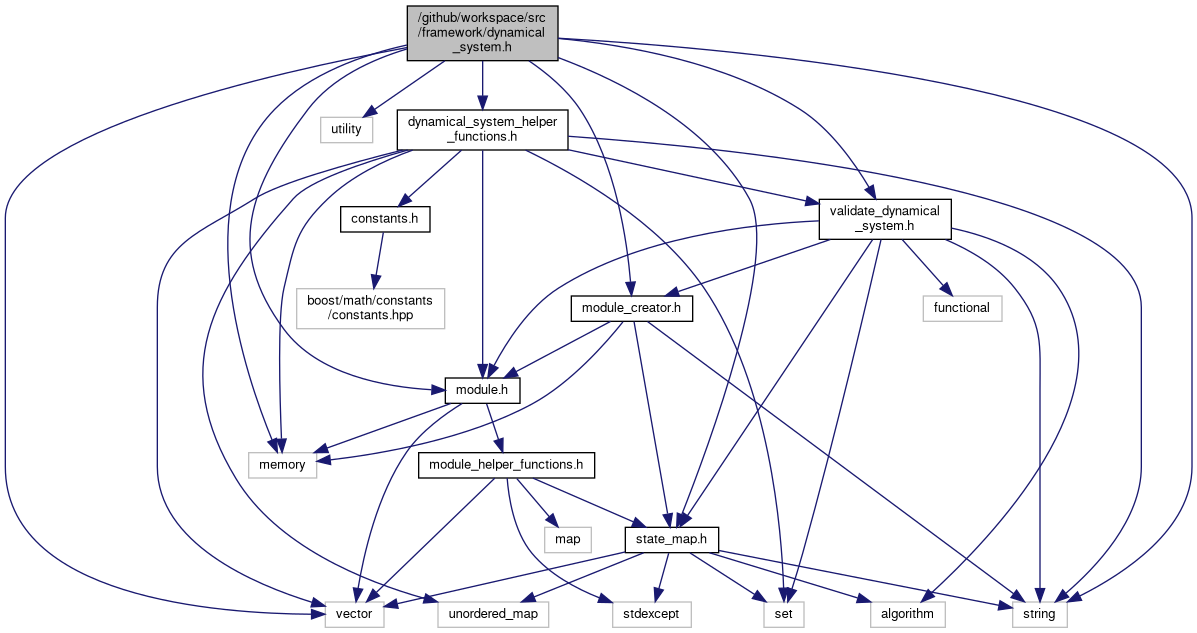 /github/workspace/src
/framework/dynamical
_system.h
utility
dynamical_system_helper
_functions.h
constants.h
validate_dynamical
_system.h
boost/math/constants
/constants.hpp
module_creator.h
functional
module.h
memory
module_helper_functions.h
map
state_map.h
vector
unordered_map
stdexcept
set
algorithm
string